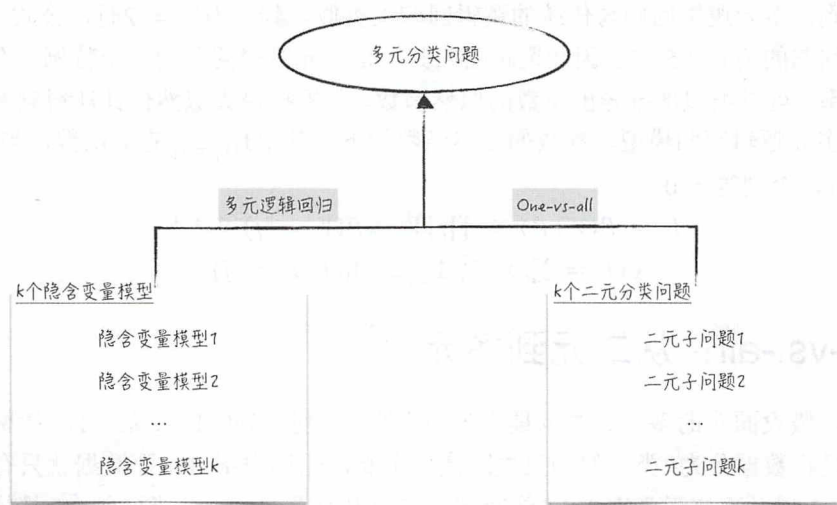 多元分类问题
多元逻辑回归
One-vs-all
k个隐含变量模型
隐含变量模型1
隐含变量模型2
...
隐含变量模型k
k个二元分类问题
二元子问题1
二元子问题2
...
二元子问题k